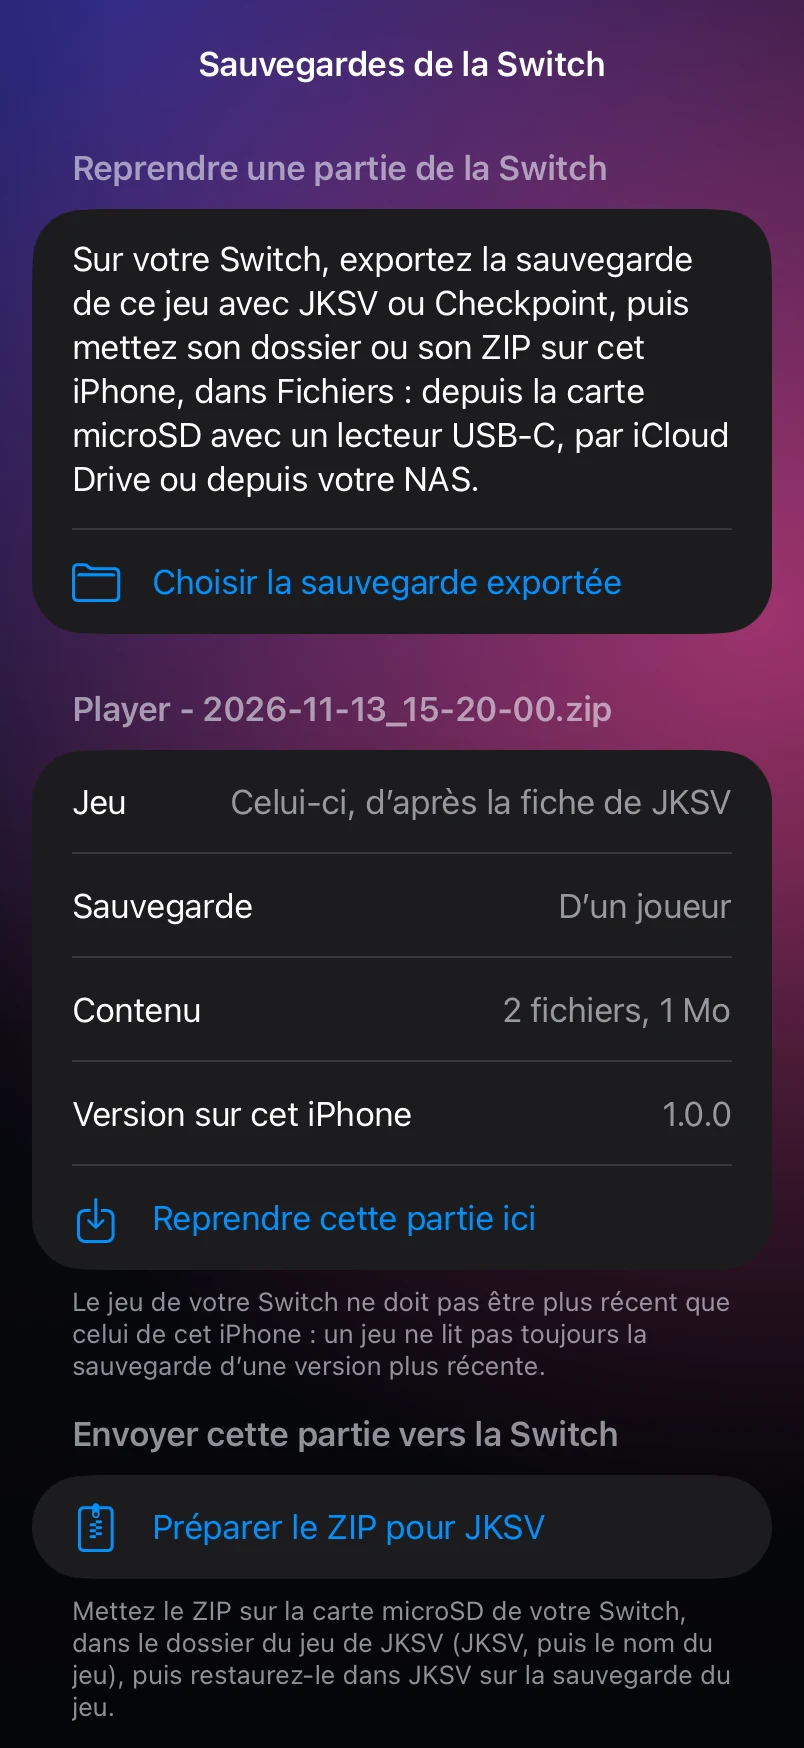 Sauvegardes de la Switch
Reprendre une partie de la Switch
Sur votre Switch, exportez la sauvegarde
de ce jeu avec JKSV ou Checkpoint, puis
mettez son dossier ou son ZIP sur cet
iPhone, dans Fichiers : depuis la carte
microSD avec un lecteur USB-C, par iCloud
Drive ou depuis votre NAS.
Choisir la sauvegarde exportée
Player - 2026-11-13_15-20-00.zip
Jeu Celui-ci, d’après la fiche de JKSV
Sauvegarde D’un joueur
Contenu 2 fichiers, 1 Mo
Version sur cet iPhone 1.0.0
Reprendre cette partie ici
Le jeu de votre Switch ne doit pas être plus récent que
celui de cet iPhone : un jeu ne lit pas toujours la
sauvegarde d’une version plus récente.
Envoyer cette partie vers la Switch
Préparer le ZIP pour JKSV
Mettez le ZIP sur la carte microSD de votre Switch,
dans le dossier du jeu de JKSV (JKSV, puis le nom du
jeu), puis restaurez-le dans JKSV sur la sauvegarde du
jeu.